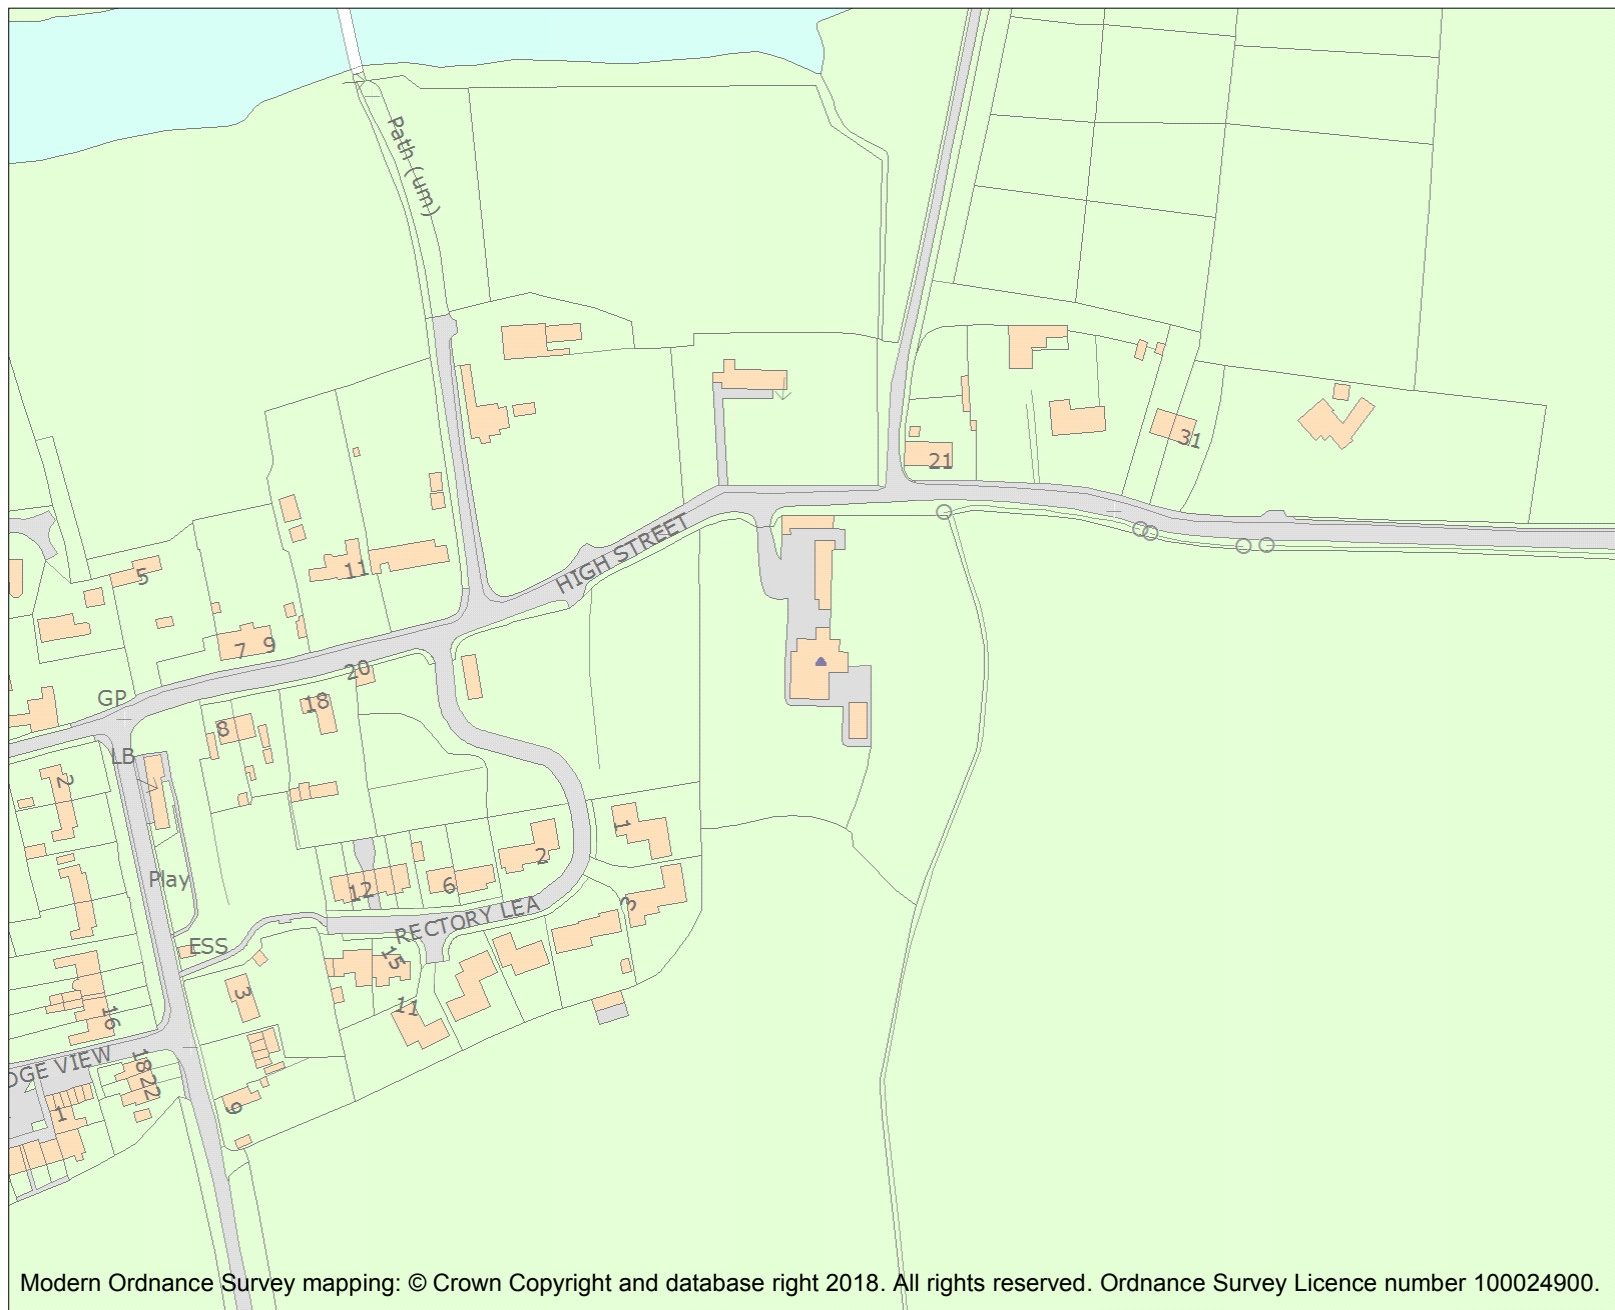 Path (um)
31
21
HIGH STREET
5
11
7 9
20
GP
18
8
LB
2
1
2
Play
12
6
3
RECTORY LEA
ESS
15
3
11
16
DGE VIEW
18
22
1
9
Modern Ordnance Survey mapping: © Crown Copyright and database right 2018. All rights reserved. Ordnance Survey Licence number 100024900.